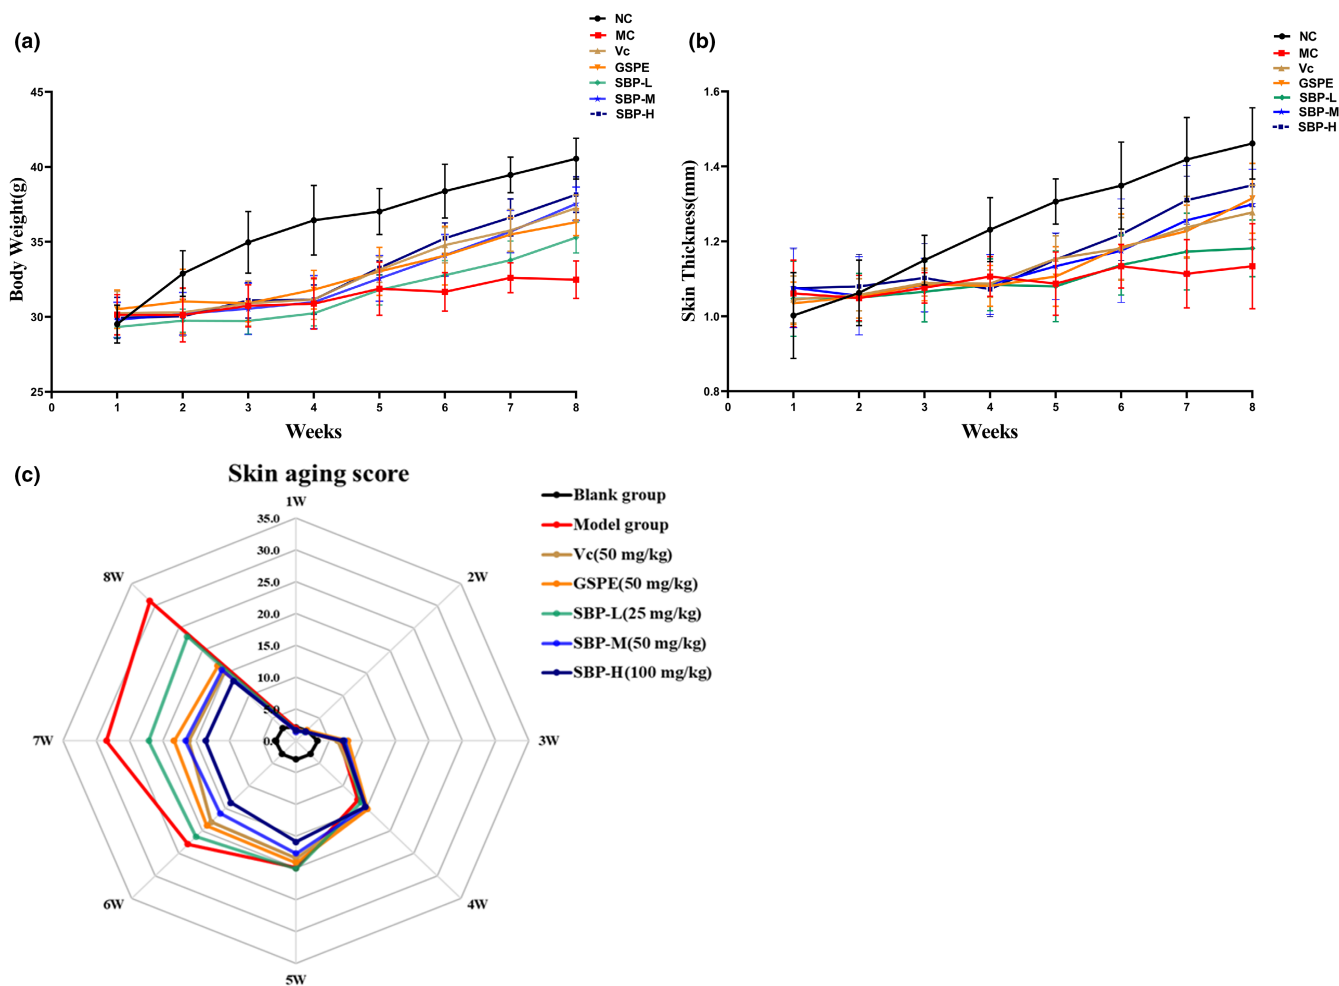 (a)
NC
MC
Vc
GSPE
SBP-L
SBP-M
SBP-H
Body Weight(g)
45
40
35
30
25
0 1 2 3 4 5 6 7 8
Weeks
(b)
NC
MC
Vc
GSPE
SBP-L
SBP-M
SBP-H
Skin Thickness(mm)
1.6
1.4
1.2
1.0
0.8
0 1 2 3 4 5 6 7 8
Weeks
(c)
Skin aging score
1W
2W
3W
4W
5W
6W
7W
8W
35.0
30.0
25.0
20.0
15.0
10.0
Blank group
Model group
Vc(50 mg/kg)
GSPE(50 mg/kg)
SBP-L(25 mg/kg)
SBP-M(50 mg/kg)
SBP-H(100 mg/kg)